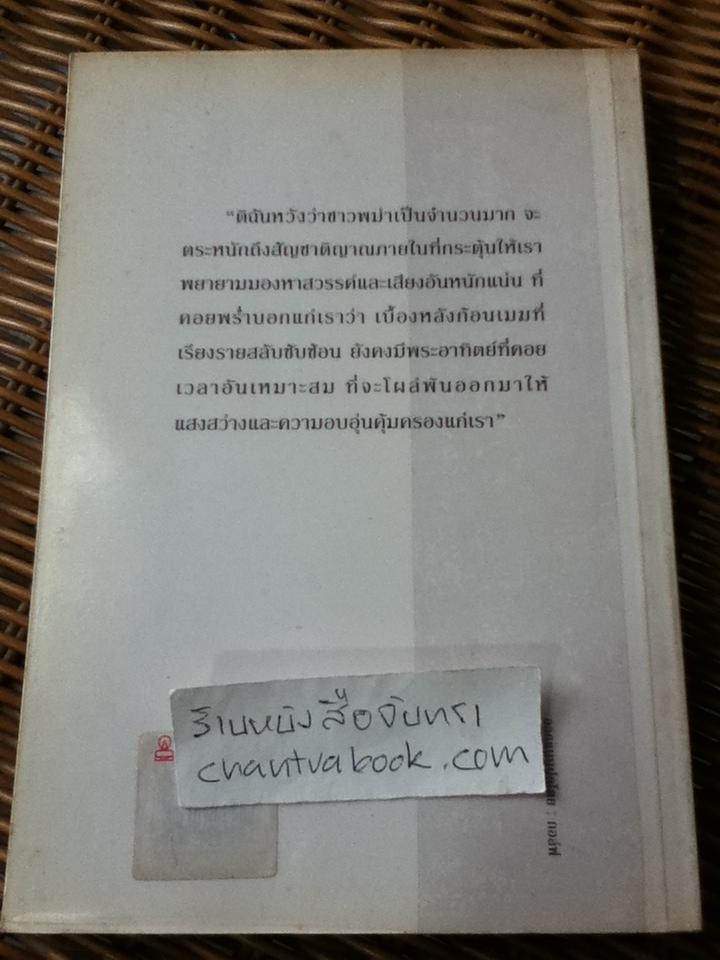 “ดิฉันหวังว่าชาวพม่าเป็นจำนวนมาก จะ
ตระหนักถึงสัญชาติญาณภายในที่กระตุ้นให้เรา
พยายามมองหาสวรรค์และเสียงอันหนักแน่น ที่
คอยพร่ำบอกแก่เราว่า เบื้องหลังก้อนเมฆที่
เรียงรายสลับซับซ้อน ยังคงมีพระอาทิตย์ที่คอย
เวลาอันเหมาะสม ที่จะโผล่พ้นออกมาให้
แสงสว่างและความอบอุ่นคุ้มครองแก่เรา”
ร้านหนังสือจันทรา
chantrabook.com